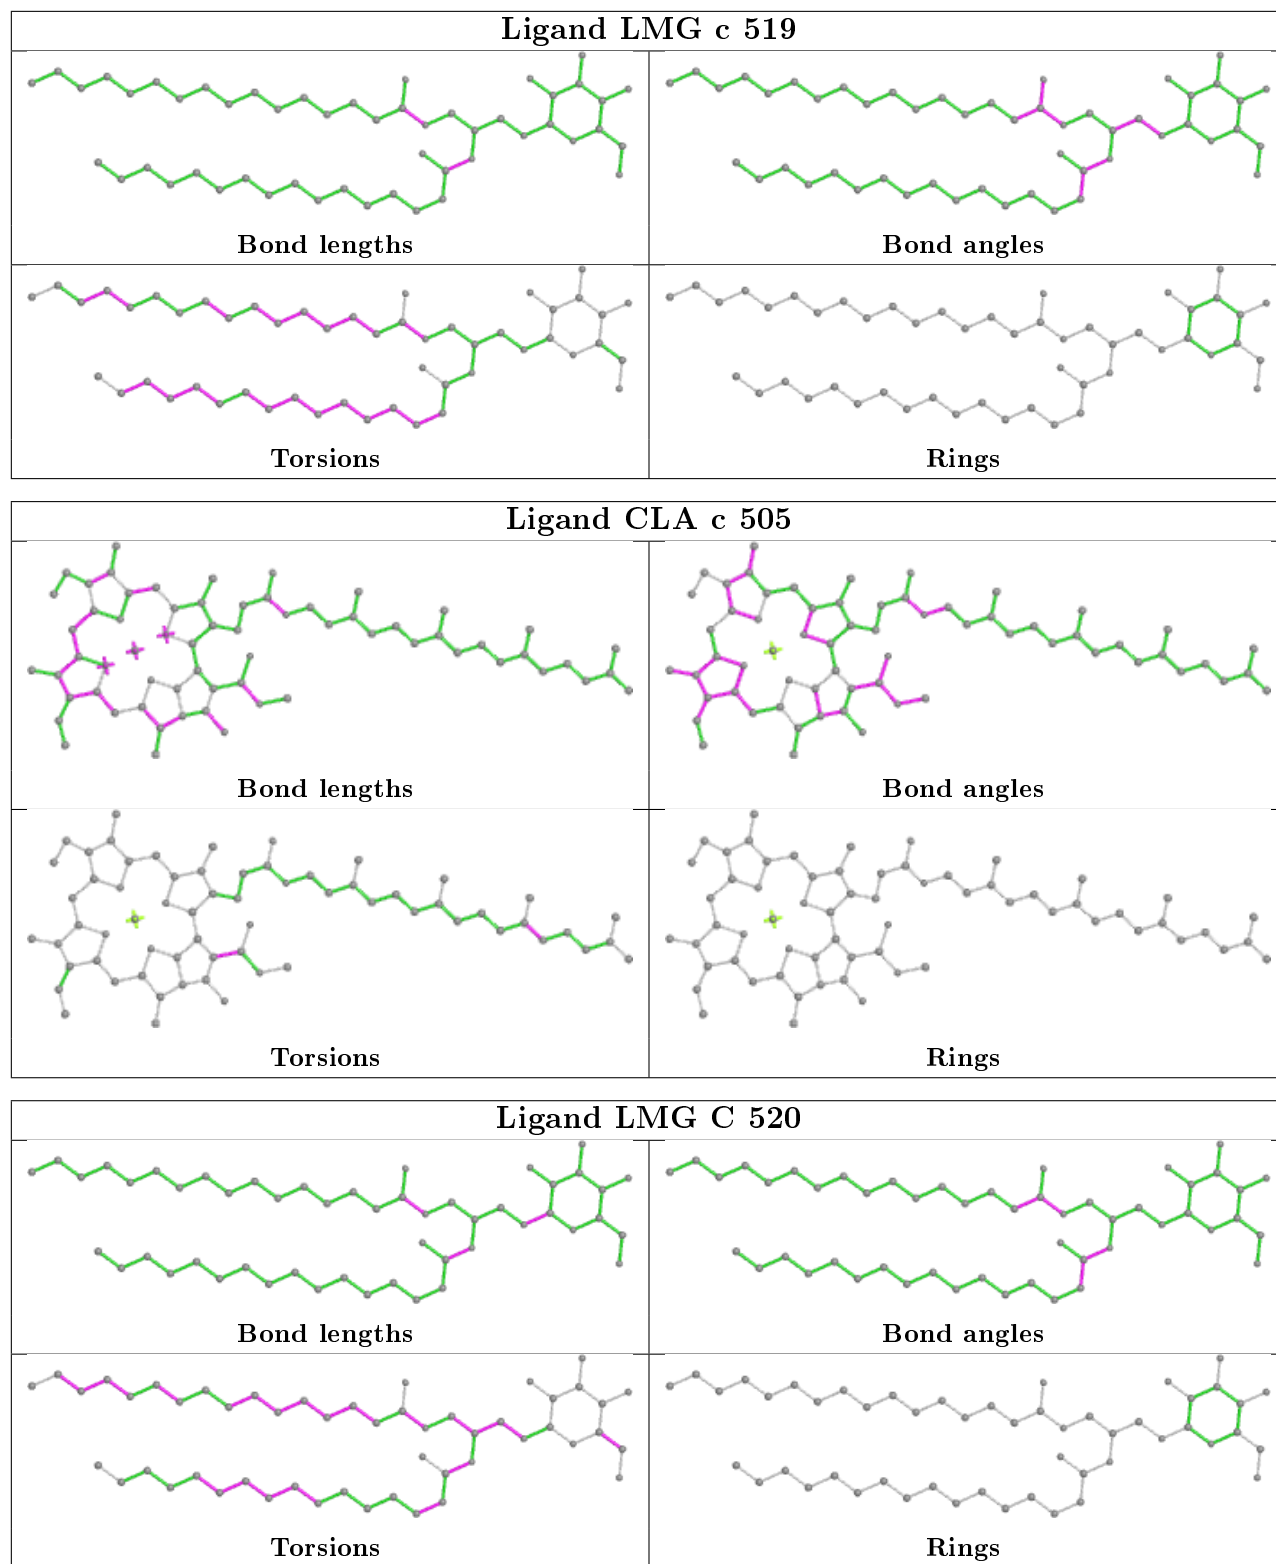 Ligand LMG c 519
Bond lengths
Bond angles
Torsions
Rings
Ligand CLA c 505
Bond lengths
Bond angles
Torsions
Rings
Ligand LMG C 520
Bond lengths
Bond angles
Torsions
Rings